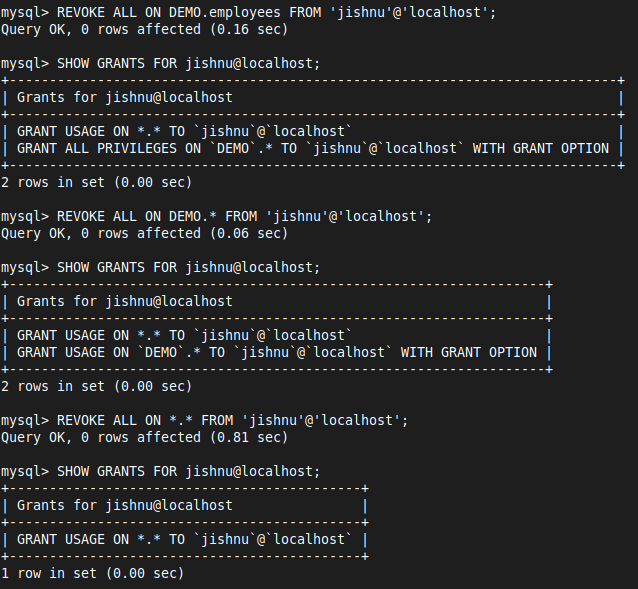 mysql> REVOKE ALL ON DEMO.employees FROM 'jishnu'@'localhost';
Query OK, 0 rows affected (0.16 sec)
mysql> SHOW GRANTS FOR jishnu@localhost;
+----------------------------------------------------------------------------+
| Grants for jishnu@localhost                                                |
+----------------------------------------------------------------------------+
| GRANT USAGE ON *.* TO `jishnu`@`localhost`                                 |
| GRANT ALL PRIVILEGES ON `DEMO`.* TO `jishnu`@`localhost` WITH GRANT OPTION |
+----------------------------------------------------------------------------+
2 rows in set (0.00 sec)
mysql> REVOKE ALL ON DEMO.* FROM 'jishnu'@'localhost';
Query OK, 0 rows affected (0.06 sec)
mysql> SHOW GRANTS FOR jishnu@localhost;
+-------------------------------------------------------------------+
| Grants for jishnu@localhost                                       |
+-------------------------------------------------------------------+
| GRANT USAGE ON *.* TO `jishnu`@`localhost`                        |
| GRANT USAGE ON `DEMO`.* TO `jishnu`@`localhost` WITH GRANT OPTION |
+-------------------------------------------------------------------+
2 rows in set (0.00 sec)
mysql> REVOKE ALL ON *.* FROM 'jishnu'@'localhost';
Query OK, 0 rows affected (0.81 sec)
mysql> SHOW GRANTS FOR jishnu@localhost;
+--------------------------------------------+
| Grants for jishnu@localhost                |
+--------------------------------------------+
| GRANT USAGE ON *.* TO `jishnu`@`localhost` |
+--------------------------------------------+
1 row in set (0.00 sec)